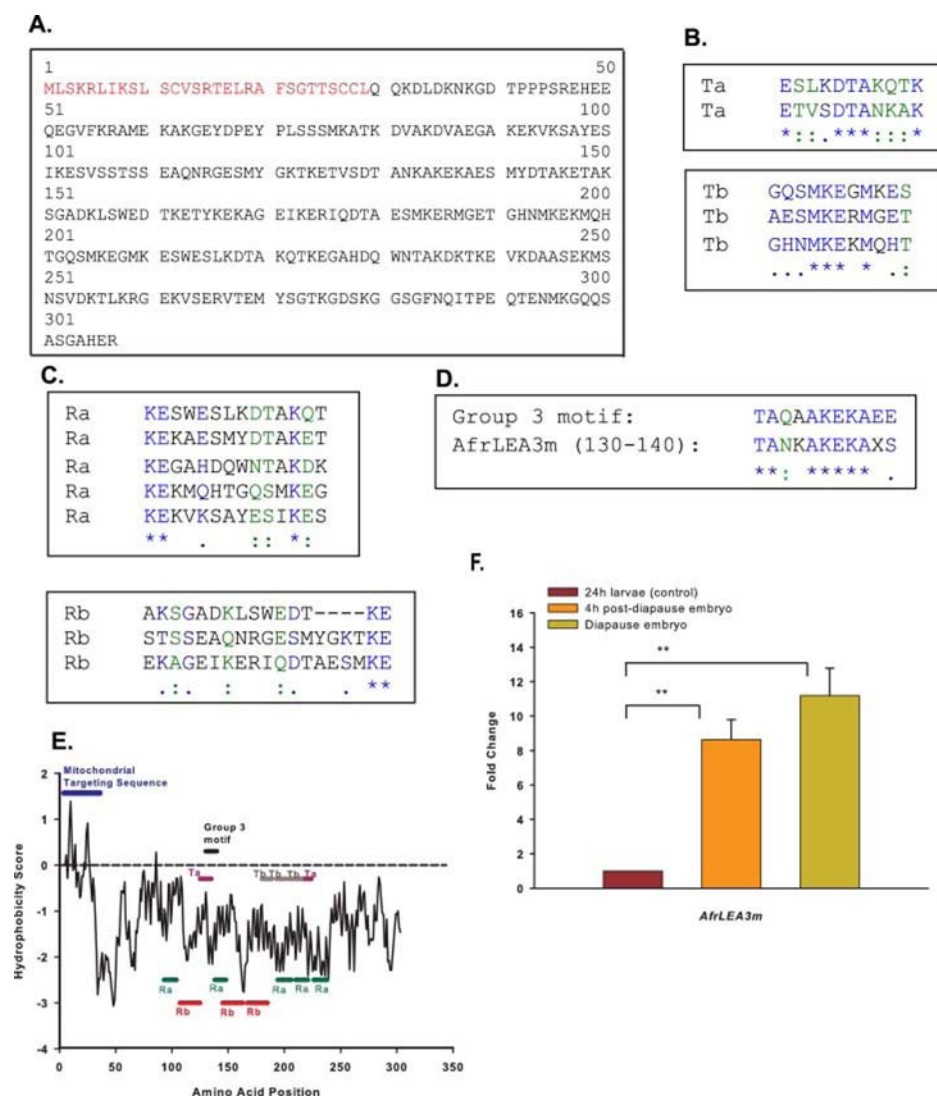 A.
1 50
MLSKRLIKSL SCVSRTELRA FSGTTSCCLQ QKDLDKNKGD TPPPSREHEE
51 100
QEGVFKRAME KAKGEYDPEY PLSSSMKATK DVAKDVAEGA KEKVKSAYES
101 150
IKESVSSTSS EAQNRGESMY GKTKETVSDT ANKAKEKAES MYDTAKETAK
151 200
SGADKLSWED TKETYKEKAG EIKERIQDTA ESMKERMGET GHNMKEKMQH
201 250
TGQSMKEGMK ESWESLKDTA KQTKEGAHDQ WNTAKDKTKE VKDAASEKMS
251 300
NSVDKTLKRG EKVSERVTEM YSGTKGDSKG GSGFNQITPE QTENMKGQQS
301
ASGAHER
B.
Ta ESLKDTAKQTK
Ta ETVSDTANKAK
*::.***:::*
Tb GQSMKEGMKES
Tb AESMKERMGET
Tb GHNMKEKMQHT
...*** * .:
C.
Ra KESWESLKDTAKQT
Ra KEKAESMYDTAKET
Ra KEGAHDQWNTAKDK
Ra KEKMQHTGQSMKEG
Ra KEKVKSAYESIKES
** . :: *:
Rb AKSGADKLSWEDT----KE
Rb STSSEAQNRGESMYGKTKE
Rb EKAGEIKERIQDTAESMKE
.:. : :. . **
D.
Group 3 motif: TAQAAKEKAEE
AfrLEA3m (130-140): TANKAKEKAXS
**: ***** .
E.
Mitochondrial
Targeting Sequence
Group 3
motif
Ta Tb Tb Tb Ta
Ra Ra Ra Ra Ra
Rb Rb Rb
2
1
0
-1
-2
-3
-4
Hydrophobicity Score
0 50 100 150 200 250 300 350
Amino Acid Position
F.
24h larvae (control)
4h post-diapause embryo
Diapause embryo
16
14
12
10
8
6
4
2
0
Fold Change
**
**
AfrLEA3m